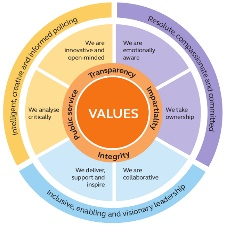 Intelligent, creative and informed policing
Resolute, compassionate and committed
We are
innovative and
open-minded
We are
emotionally
aware
Transparency
We analyse
critically
Public service
VALUES
Impartiality
We take
ownership
Integrity
We deliver,
support and
inspire
We are
collaborative
Inclusive, enabling and visionary leadership